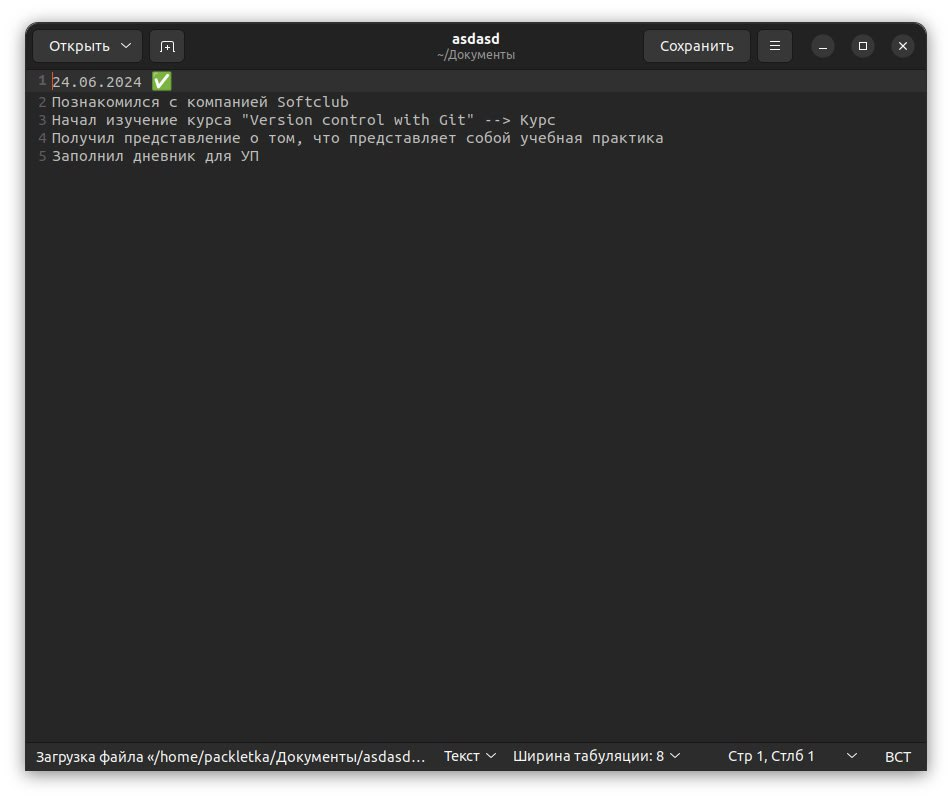 Открыть
asdasd
~/Документы
Сохранить
1 24.06.2024 ✅
2 Познакомился с компанией Softclub
3 Начал изучение курса "Version control with Git" --> Курс
4 Получил представление о том, что представляет собой учебная практика
5 Заполнил дневник для УП
Загрузка файла «/home/packletka/Документы/asdasd… Текст Ширина табуляции: 8 Стр 1, Стлб 1 ВСТ